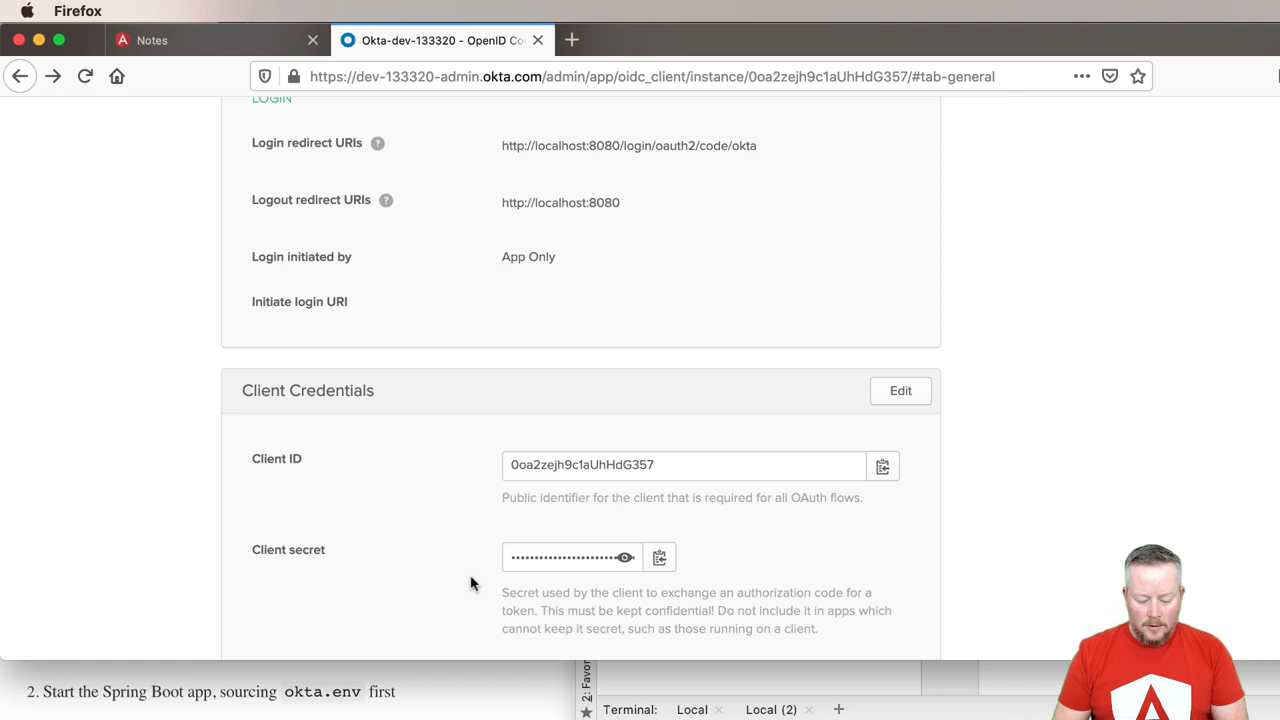 Firefox
Notes
Okta-dev-133320 - OpenID Co
https://dev-133320-admin.okta.com/admin/app/oidc_client/instance/0oa2zejh9c1aUhHdG357/#tab-general
LOGIN
Login redirect URIs ?
http://localhost:8080/login/oauth2/code/okta
Logout redirect URIs ?
http://localhost:8080
Login initiated by
App Only
Initiate login URI
Client Credentials
Edit
Client ID
0oa2zejh9c1aUhHdG357
Public identifier for the client that is required for all OAuth flows.
Client secret
Secret used by the client to exchange an authorization code for a
token. This must be kept confidential! Do not include it in apps which
cannot keep it secret, such as those running on a client.
2. Start the Spring Boot app, sourcing okta.env first
2: Favor
Terminal: Local Local (2)